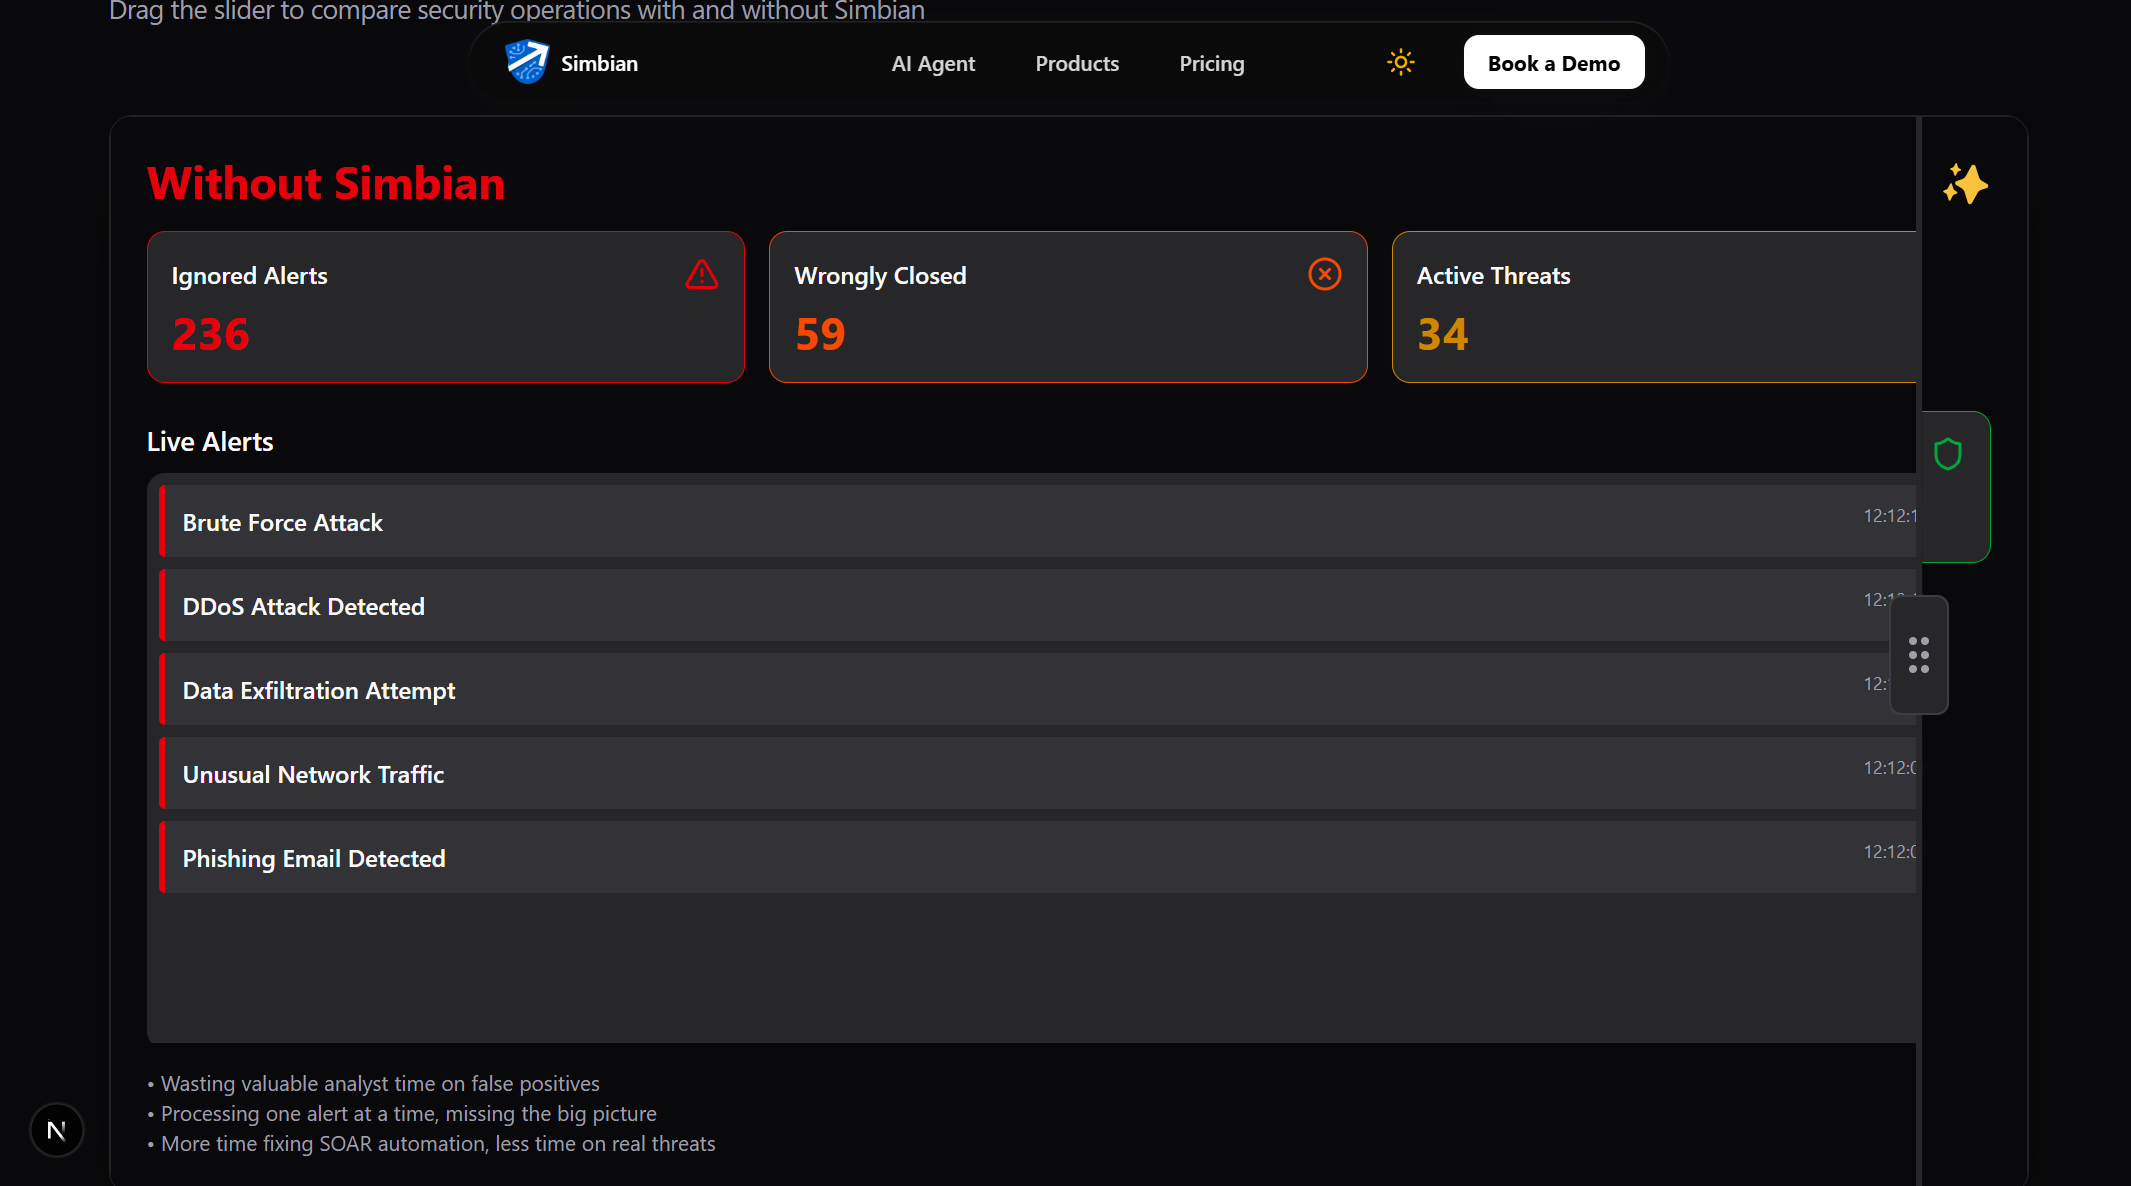 Drag the slider to compare security operations with and without Simbian
Simbian
AI Agent
Products
Pricing
Book a Demo
Without Simbian
Ignored Alerts
236
Wrongly Closed
59
Active Threats
34
Live Alerts
Brute Force Attack
12:12:1
DDoS Attack Detected
12:12:1
Data Exfiltration Attempt
12:
Unusual Network Traffic
12:12:0
Phishing Email Detected
12:12:0
• Wasting valuable analyst time on false positives
• Processing one alert at a time, missing the big picture
• More time fixing SOAR automation, less time on real threats
N